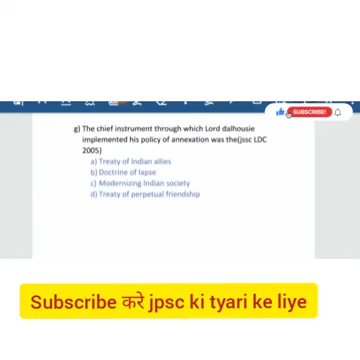 SUBSCRIBE!
g) The chief instrument through which Lord dalhousie
implemented his policy of annexation was the(jssc LDC
2005)
a) Treaty of Indian allies
b) Doctrine of lapse
c) Modernizing Indian society
d) Treaty of perpetual friendship
Subscribe करे jpsc ki tyari ke liye